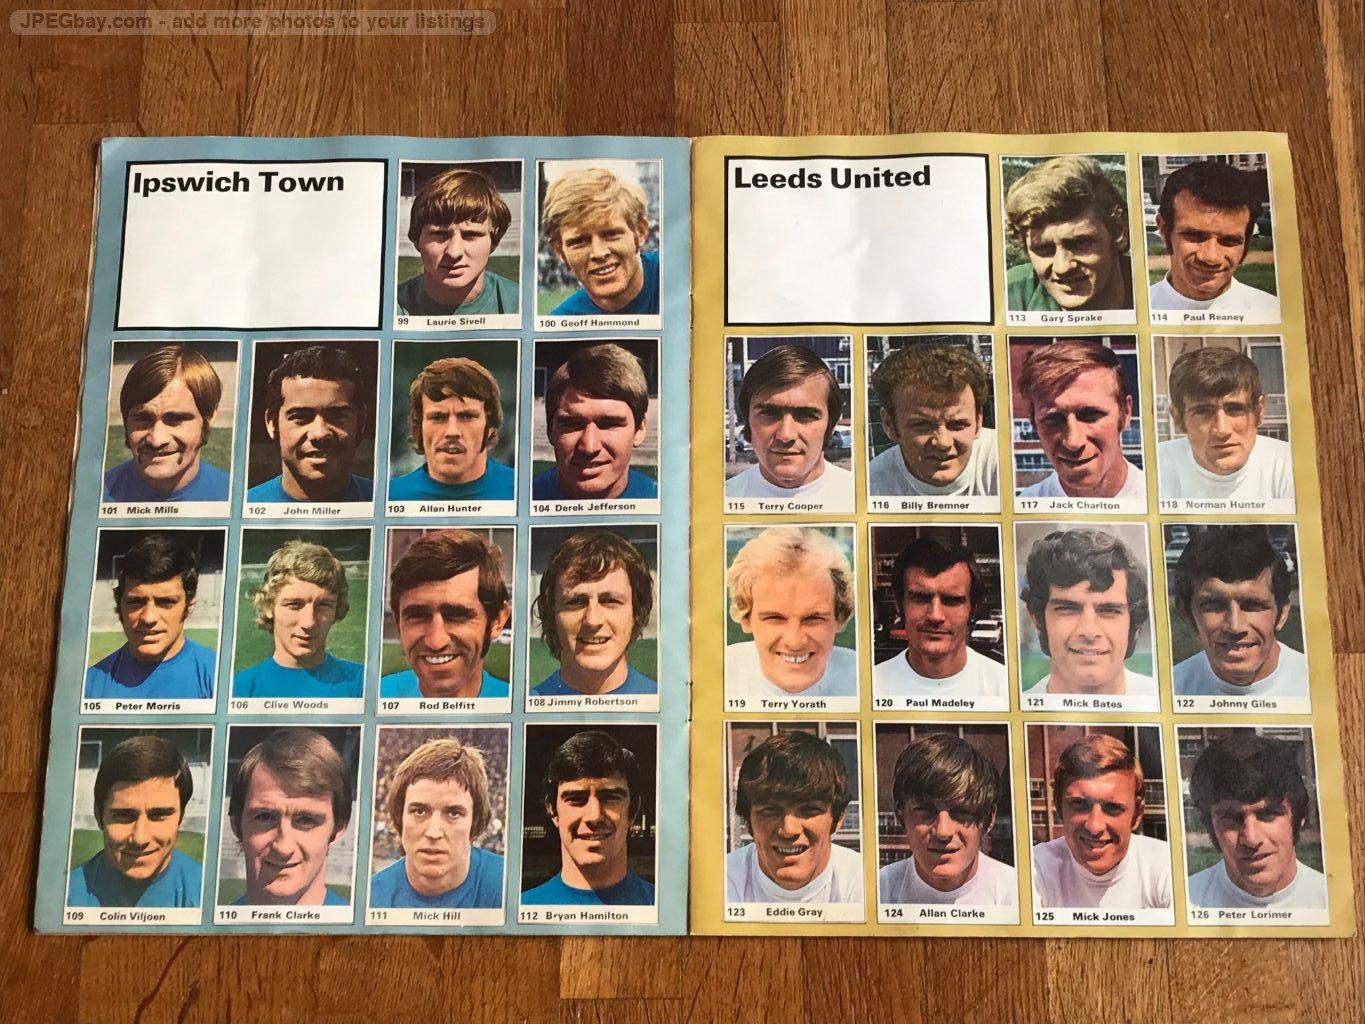 JPEGbay.com - add more photos to your listings
Ipswich Town
99 Laurie Sivell
100 Geoff Hammond
101 Mick Mills
102 John Miller
103 Allan Hunter
104 Derek Jefferson
105 Peter Morris
106 Clive Woods
107 Rod Belfitt
108 Jimmy Robertson
109 Colin Viljoen
110 Frank Clarke
111 Mick Hill
112 Bryan Hamilton
Leeds United
113 Gary Sprake
114 Paul Reaney
115 Terry Cooper
116 Billy Bremner
117 Jack Charlton
118 Norman Hunter
119 Terry Yorath
120 Paul Madeley
121 Mick Bates
122 Johnny Giles
123 Eddie Gray
124 Allan Clarke
125 Mick Jones
126 Peter Lorimer